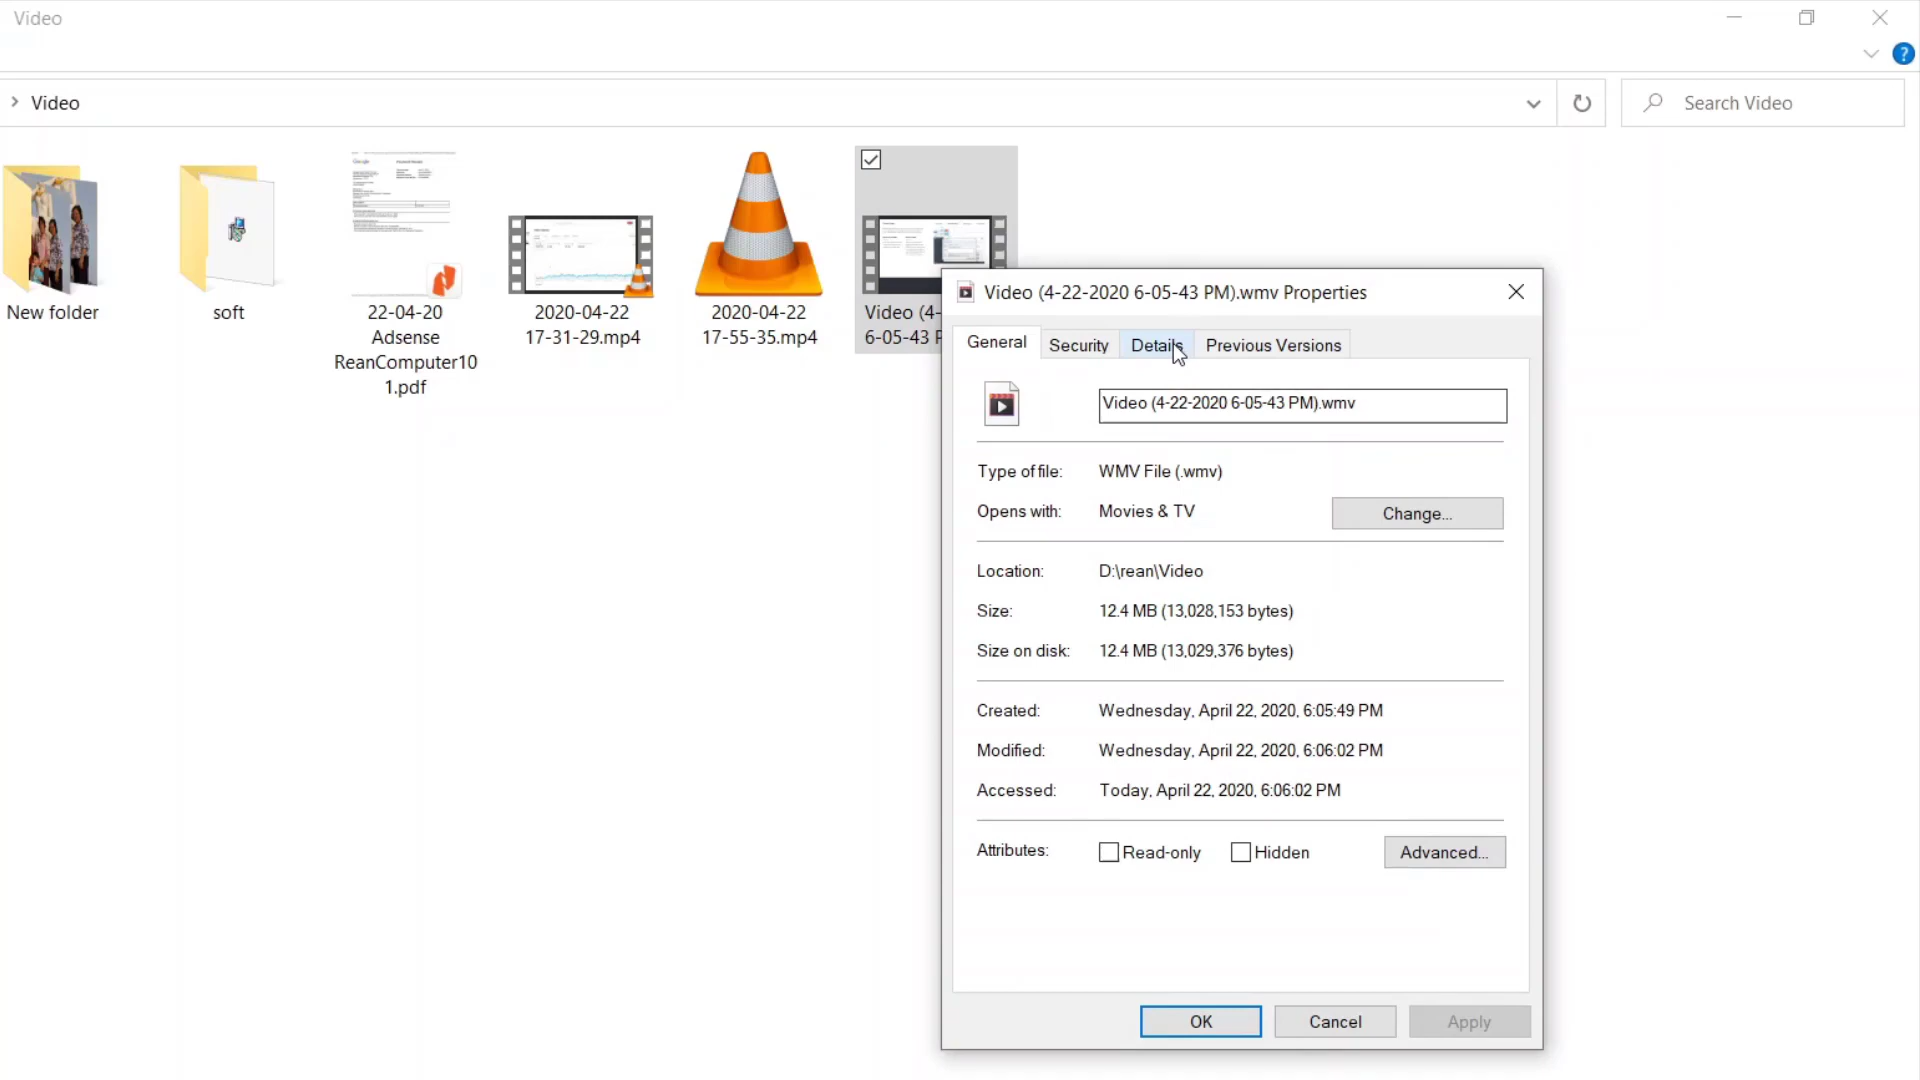 Video
?
Video
Search Video
New folder
soft
22-04-20
Adsense
ReanComputer10
1.pdf
2020-04-22
17-31-29.mp4
2020-04-22
17-55-35.mp4
Video (4-
6-05-43 P
Video (4-22-2020 6-05-43 PM).wmv Properties
General
Security
Details
Previous Versions
Video (4-22-2020 6-05-43 PM).wmv
Type of file: WMV File (.wmv)
Opens with: Movies & TV
Change...
Location: D:\rean\Video
Size: 12.4 MB (13,028,153 bytes)
Size on disk: 12.4 MB (13,029,376 bytes)
Created: Wednesday, April 22, 2020, 6:05:49 PM
Modified: Wednesday, April 22, 2020, 6:06:02 PM
Accessed: Today, April 22, 2020, 6:06:02 PM
Attributes: Read-only Hidden
Advanced...
OK
Cancel
Apply